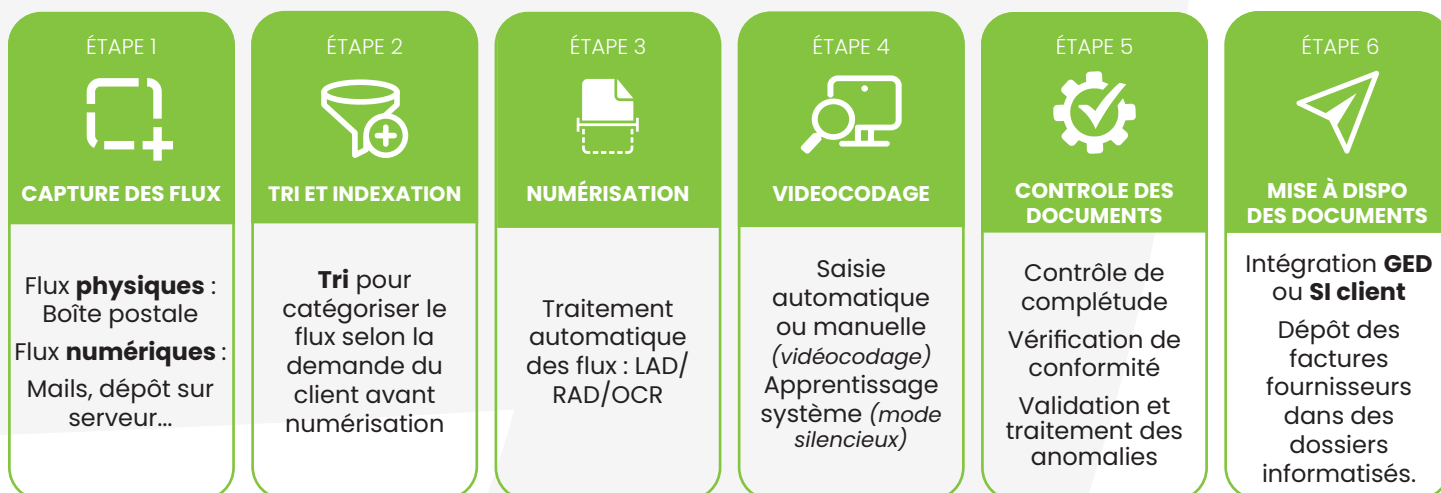 ÉTAPE 1
CAPTURE DES FLUX
Flux physiques :
Boîte postale
Flux numériques :
Mails, dépôt sur
serveur...
ÉTAPE 2
TRI ET INDEXATION
Tri pour
catégoriser le
flux selon la
demande du
client avant
numérisation
ÉTAPE 3
NUMÉRISATION
Traitement
automatique
des flux : LAD/
RAD/OCR
ÉTAPE 4
VIDEOCODAGE
Saisie
automatique
ou manuelle
(vidéocodage)
Apprentissage
système (mode
silencieux)
ÉTAPE 5
CONTROLE DES
DOCUMENTS
Contrôle de
complétude
Vérification de
conformité
Validation et
traitement des
anomalies
ÉTAPE 6
MISE À DISPO
DES DOCUMENTS
Intégration GED
ou SI client
Dépôt des
factures
fournisseurs
dans des
dossiers
informatisés.